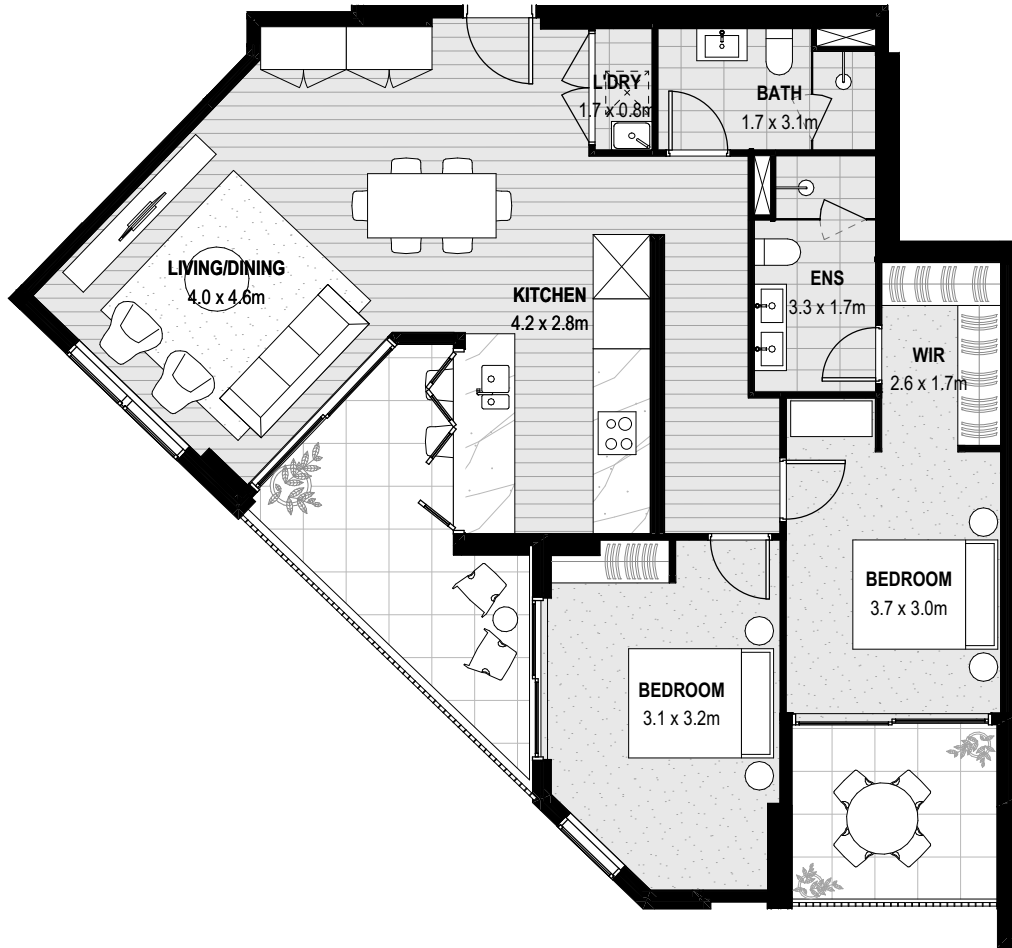 L'DRY
1.7 x 0.8m
BATH
1.7 x 3.1m
LIVING/DINING
4.0 x 4.6m
KITCHEN
4.2 x 2.8m
ENS
3.3 x 1.7m
WIR
2.6 x 1.7m
BEDROOM
3.7 x 3.0m
BEDROOM
3.1 x 3.2m